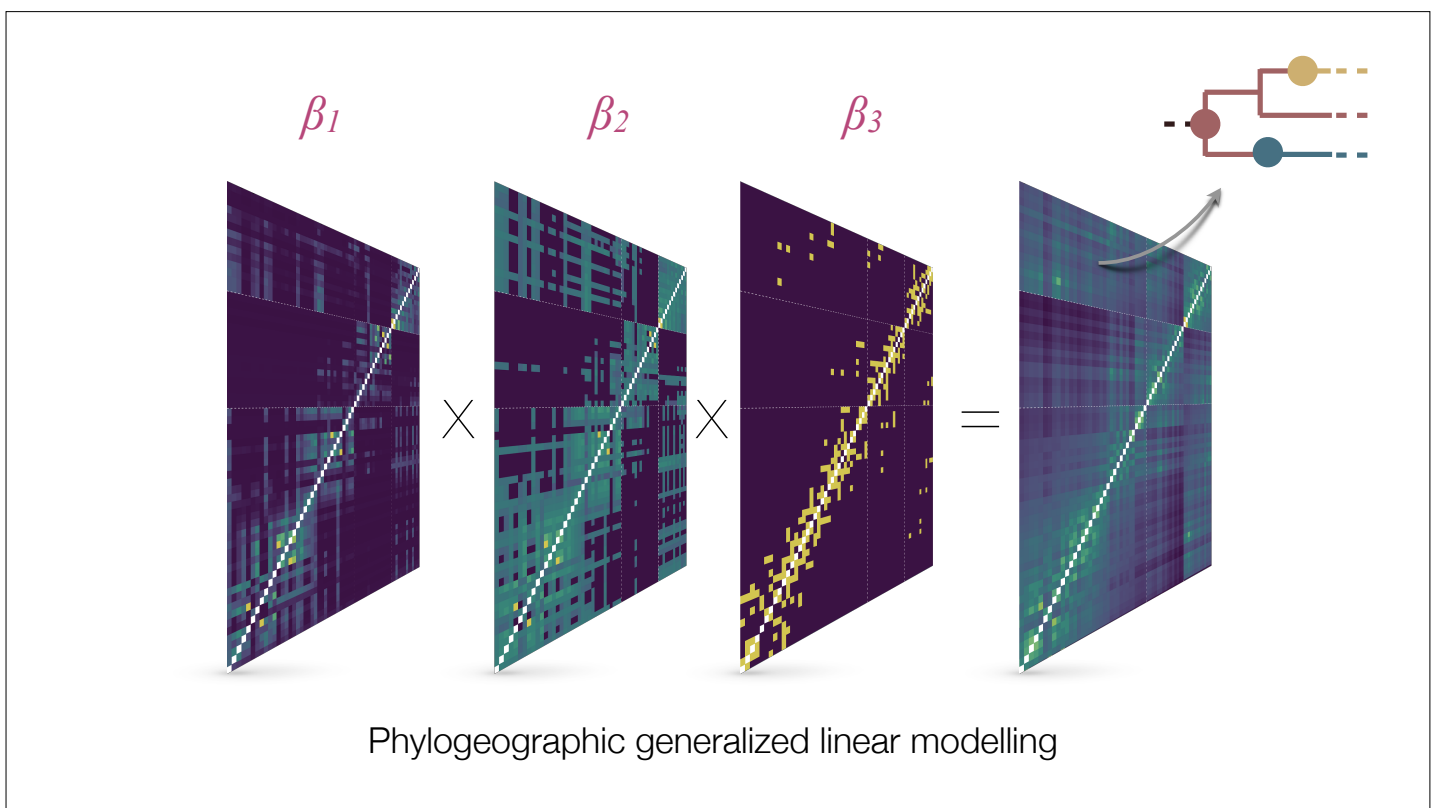 β1 β2 β3
× × =
Phylogeographic generalized linear modelling